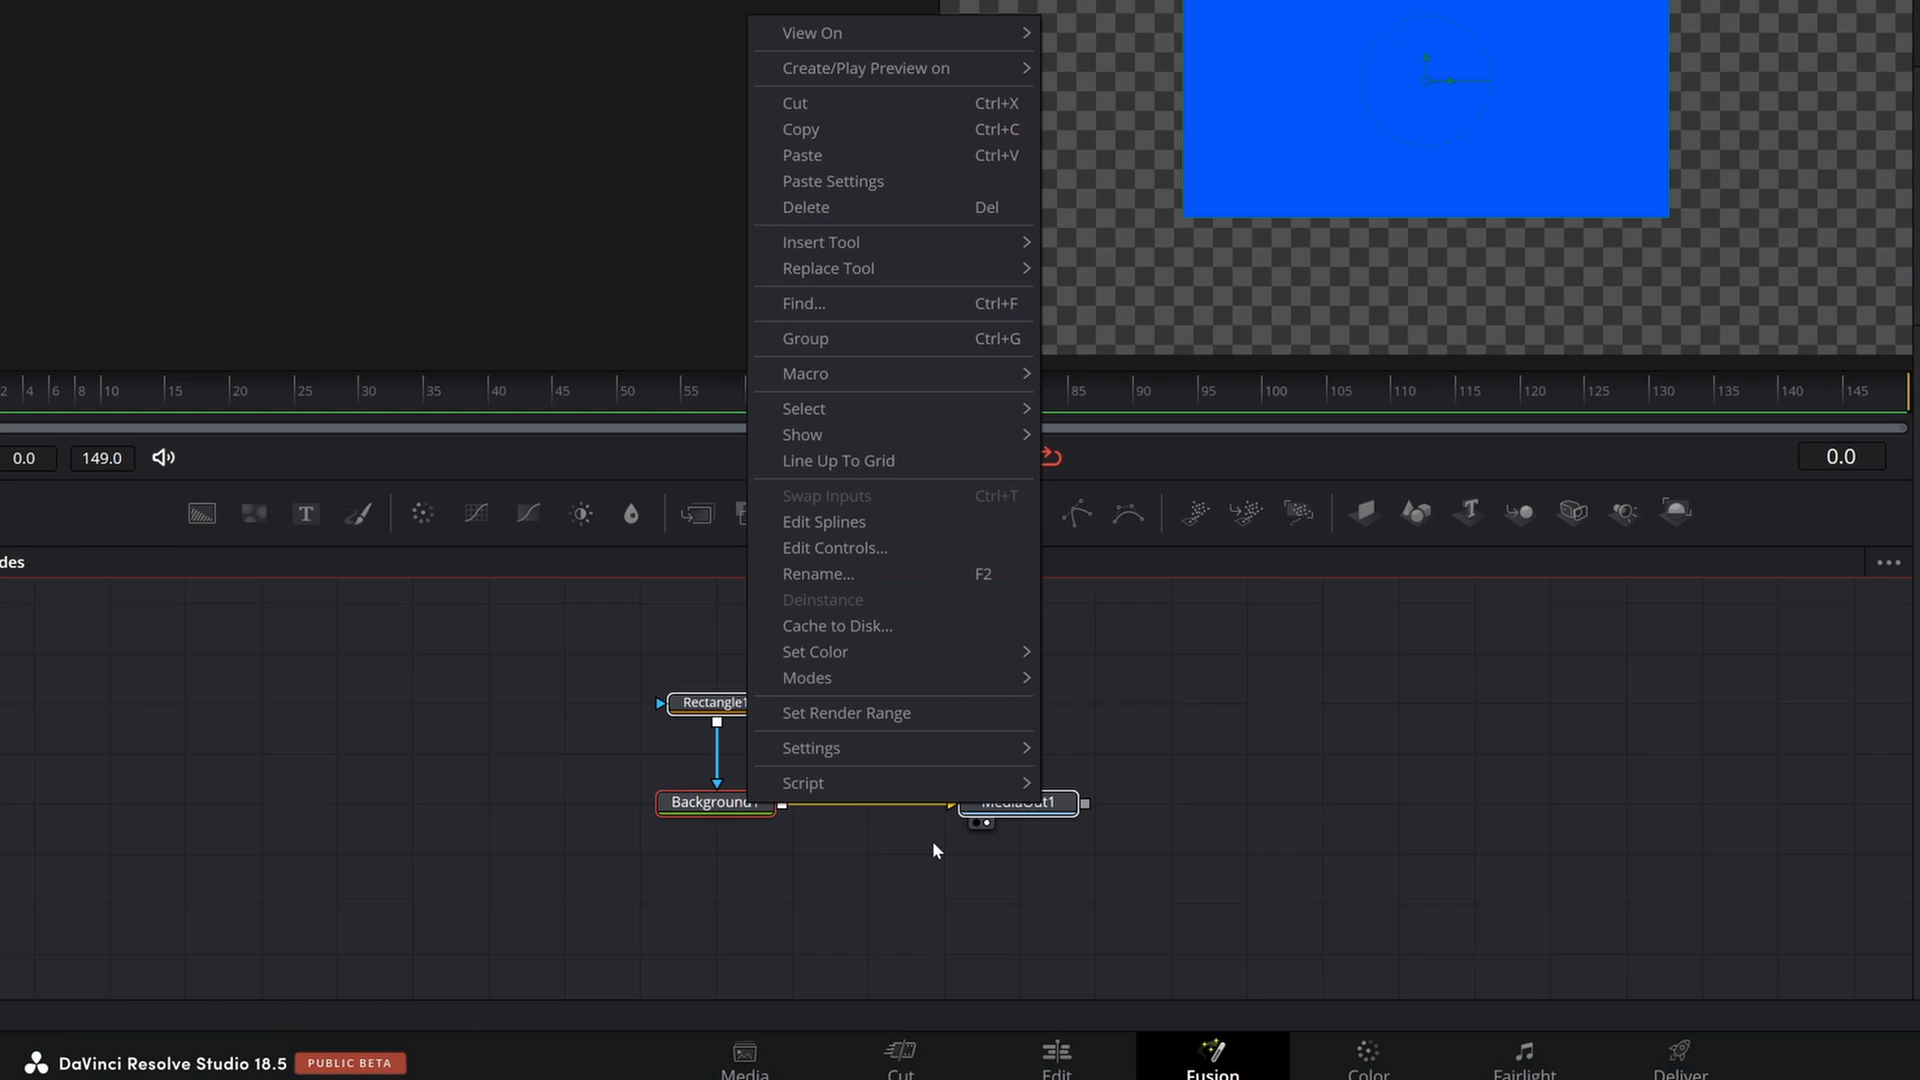 View On
Create/Play Preview on
Cut Ctrl+X
Copy Ctrl+C
Paste Ctrl+V
Paste Settings
Delete Del
Insert Tool
Replace Tool
Find... Ctrl+F
Group Ctrl+G
Macro
Select
Show
Line Up To Grid
Swap Inputs Ctrl+T
Edit Splines
Edit Controls...
Rename... F2
Deinstance
Cache to Disk...
Set Color
Modes
Set Render Range
Settings
Script
2 4 6 8 10 15 20 25 30 35 40 45 50 55 85 90 95 100 105 110 115 120 125 130 135 140 145
0.0 149.0 0.0
T T
des
Rectangle1
Background1 MediaOut1
DaVinci Resolve Studio 18.5 PUBLIC BETA
Media Cut Edit Fusion Color Fairlight Deliver